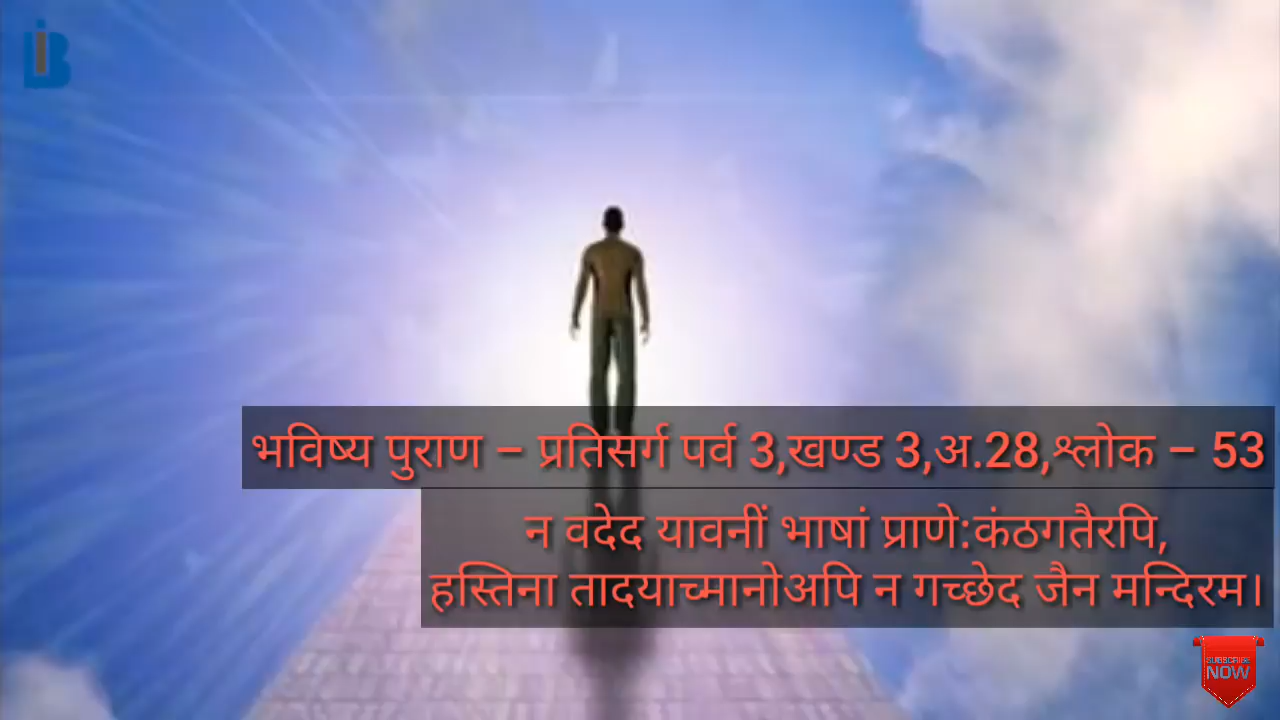 भविष्य पुराण – प्रतिसर्ग पर्व 3,खण्ड 3,अ.28,श्लोक – 53
न वदेद यावनीं भाषां प्राणे:कंठगतैरपि,
हस्तिना तादयाच्मानोअपि न गच्छेद जैन मन्दिरम।
SUBSCRIBE
NOW